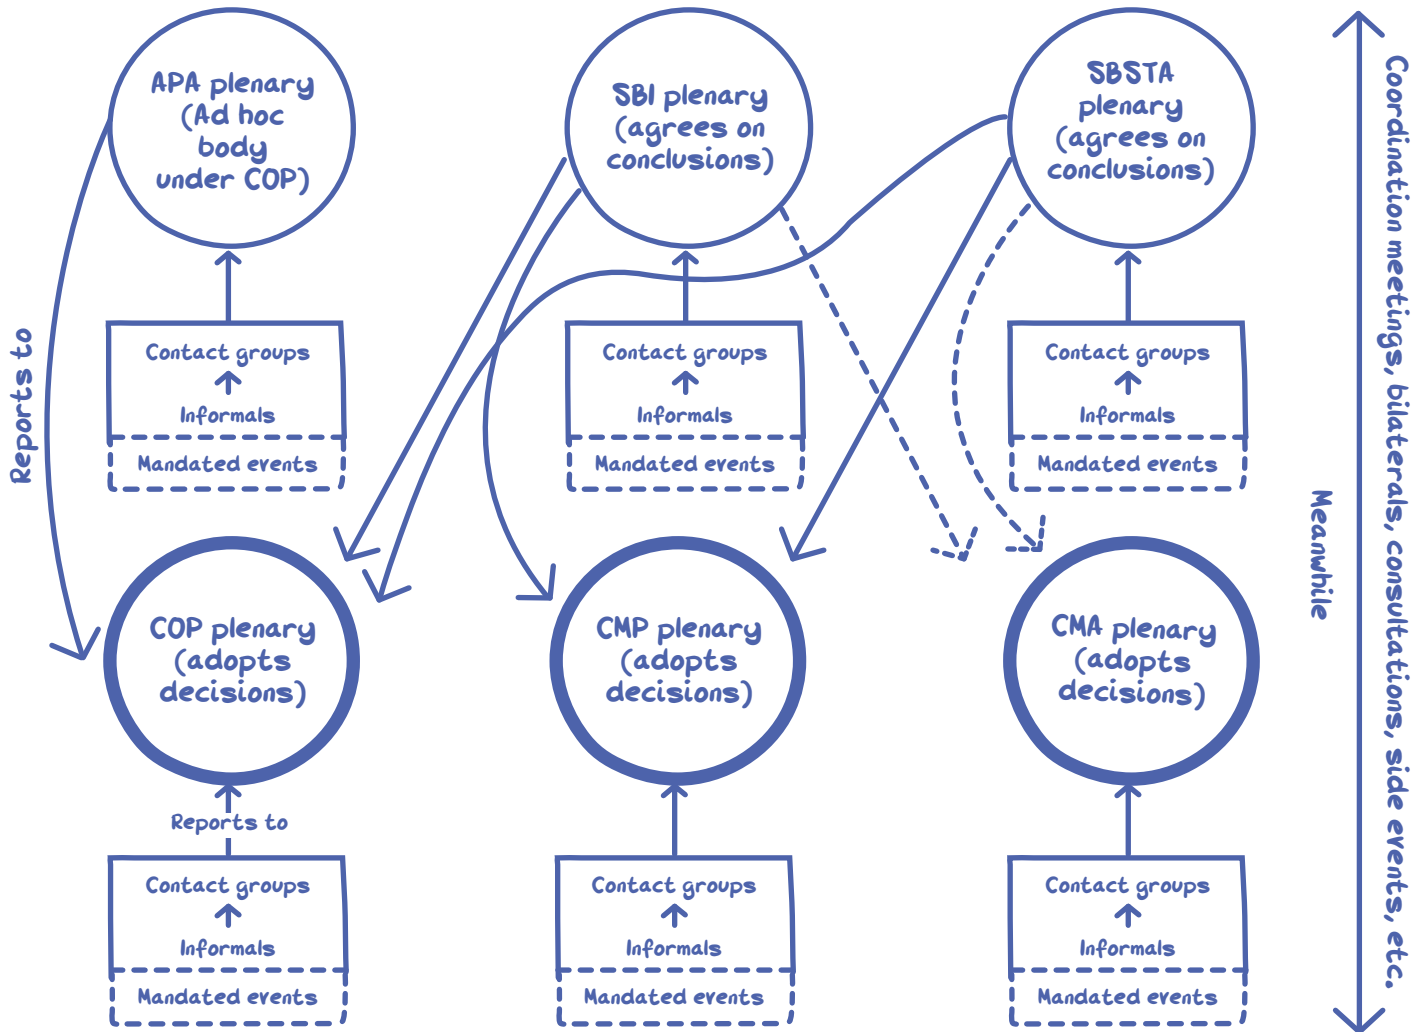 APA plenary
(Ad hoc
body
under COP)
SBI plenary
(agrees on
conclusions)
SBSTA
plenary
(agrees on
conclusions)
Contact groups
Informals
Mandated events
Contact groups
Informals
Mandated events
Contact groups
Informals
Mandated events
Reports to
COP plenary
(adopts
decisions)
CMP plenary
(adopts
decisions)
CMA plenary
(adopts
decisions)
Reports to
Contact groups
Informals
Mandated events
Contact groups
Informals
Mandated events
Contact groups
Informals
Mandated events
Meanwhile
Coordination meetings, bilaterals, consultations, side events, etc.